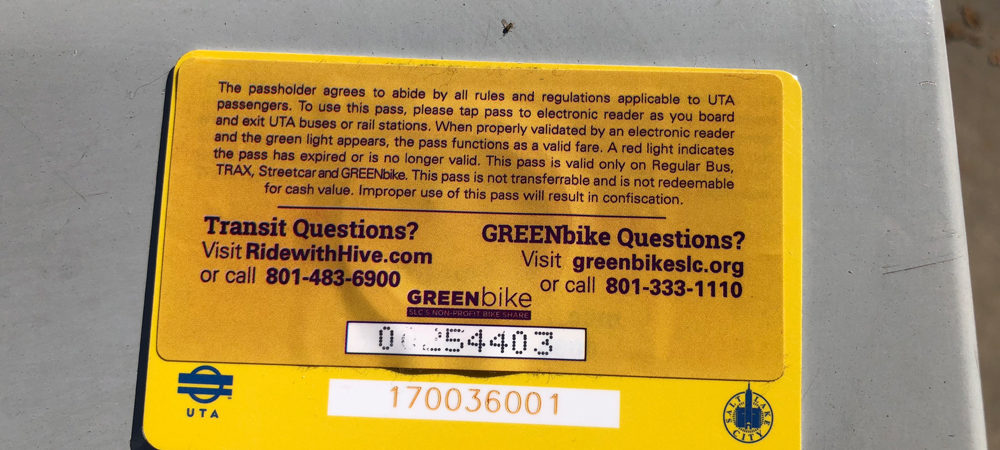 The passholder agrees to abide by all rules and regulations applicable to UTA
passengers. To use this pass, please tap pass to electronic reader as you board
and exit UTA buses or rail stations. When properly validated by an electronic reader
and the green light appears, the pass functions as a valid fare. A red light indicates
the pass has expired or is no longer valid. This pass is valid only on Regular Bus,
TRAX, Streetcar and GREENbike. This pass is not transferrable and is not redeemable
for cash value. Improper use of this pass will result in confiscation.
Transit Questions?
Visit RidewithHive.com
or call 801-483-6900
GREENbike Questions?
Visit greenbikeslc.org
or call 801-333-1110
GREENbike
SLC'S NON-PROFIT BIKE SHARE
170036001
UTA
SALT LAKE CITY